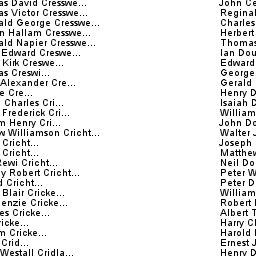 as David Cresswe... John Ce
as Victor Cresswe... Reginal
ald George Cresswe... Charles
n Hallam Cresswe... Herbert
ald Napier Cresswe... Thomas
Edward Creswe... Ian Dou
Kirk Creswe... Edward
as Creswi... George
Alexander Cre... Gerald
e Cre... Henry D
Charles Cri... Isaiah D
Frederick Cri... William
m Henry Cri... John Do
w Williamson Cricht... Walter J
Cricht... Joseph
Cricht... Matthew
Rewi Cricht... Neil Do
y Robert Cricht... Peter W
d Cricht... Peter D
Blair Cricke... William
enzie Cricke... Robert
es Cricke... Albert T
ricke... Harry C
m Cricke... Harold
Crid... Ernest J
Westall Cridla... Henry D